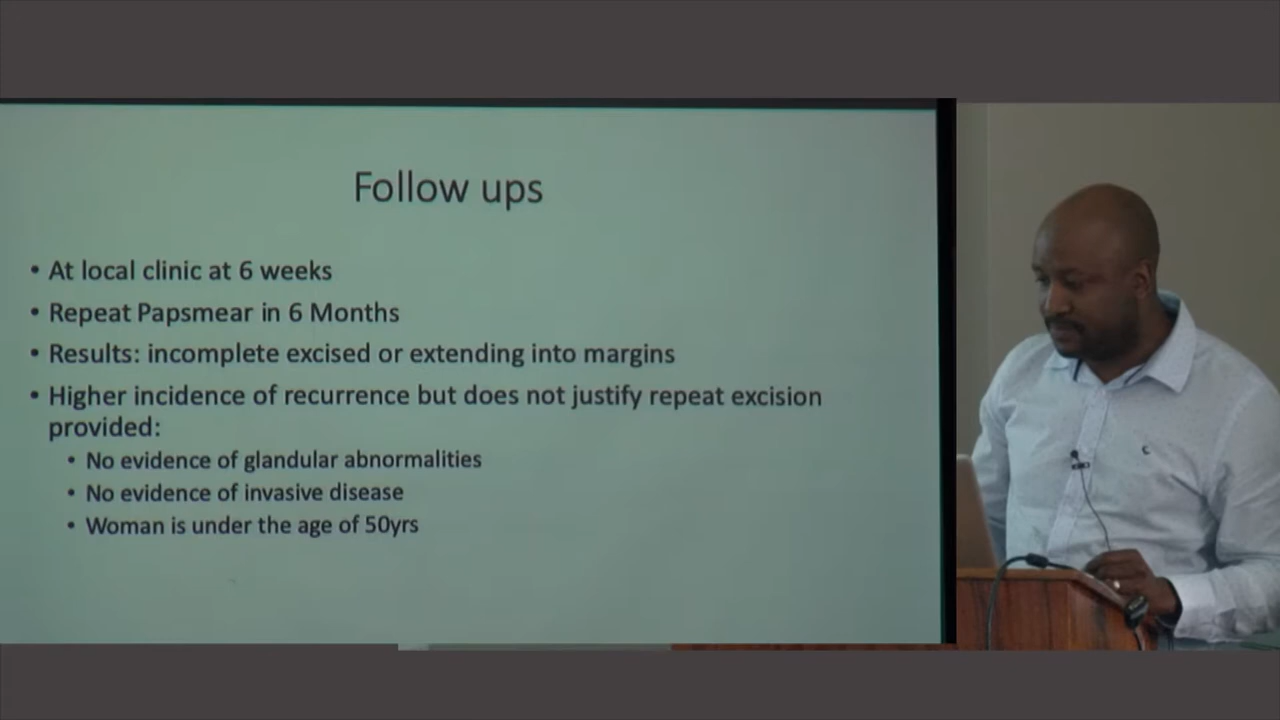 Follow ups
• At local clinic at 6 weeks
• Repeat Papsmear in 6 Months
• Results: incomplete excised or extending into margins
• Higher incidence of recurrence but does not justify repeat excision
provided:
• No evidence of glandular abnormalities
• No evidence of invasive disease
• Woman is under the age of 50yrs